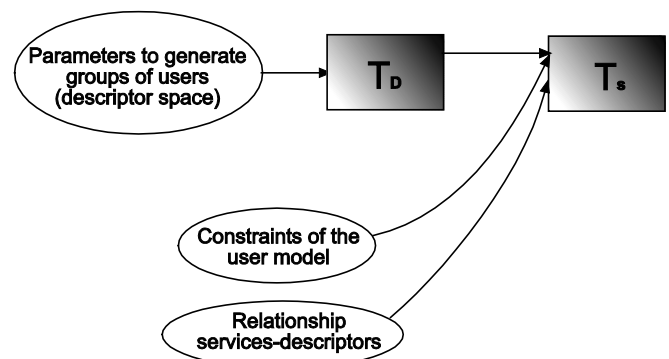 Parameters to generate
groups of users
(descriptor space)
TD
Ts
Constraints of the
user model
Relationship
services-descriptors